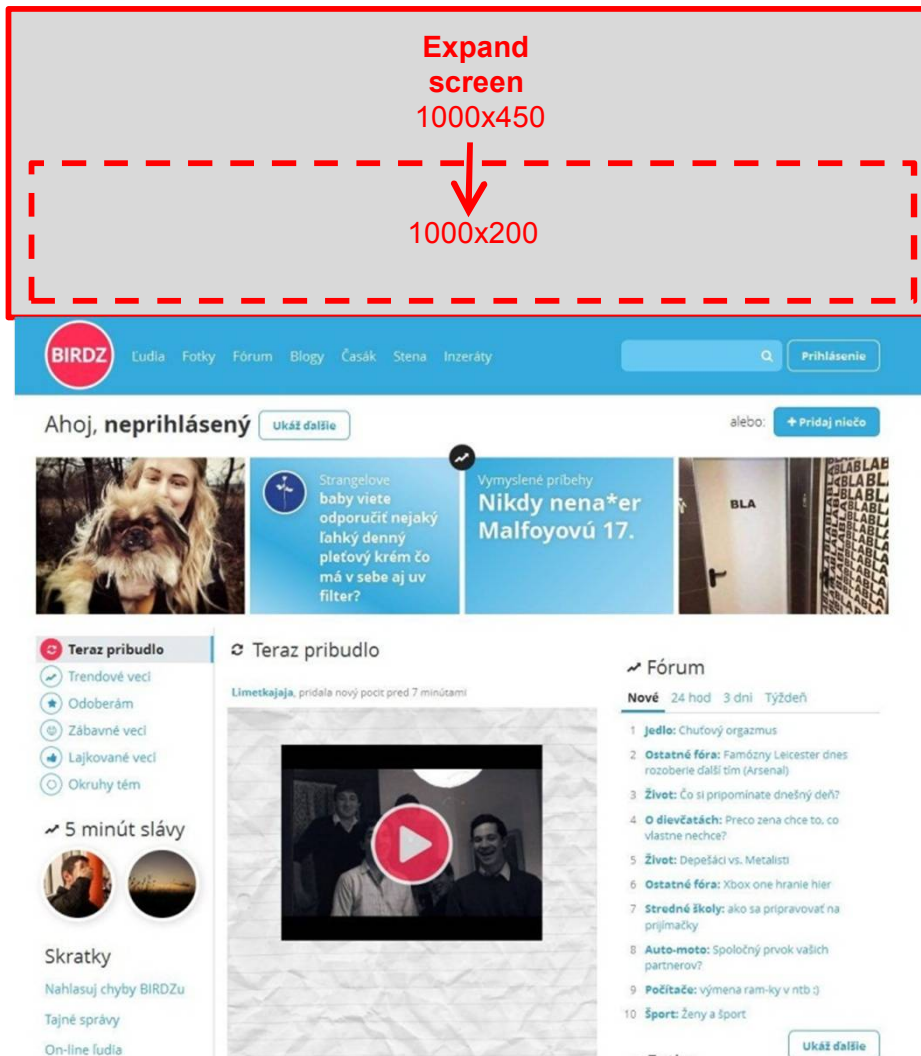 Expand
screen
1000x450
1000x200
BIRDZ
Ľudia Fotky Fórum Blogy Časák Stena Inzeráty
Prihlásenie
Ahoj, neprihlásený
Ukáž ďalšie
alebo:
+ Pridaj niečo
Strangelove
baby viete
odporučiť nejaký
ľahký denný
pleťový krém čo
má v sebe aj uv
filter?
Vymyslené príbehy
Nikdy nena*er
Malfoyovú 17.
BLA
Teraz pribudlo
Trendové veci
Odoberám
Zábavné veci
Lajkované veci
Okruhy tém
5 minút slávy
Skratky
Nahlasuj chyby BIRDZu
Tajné správy
On-line ľudia
Teraz pribudlo
Limetkajaja, pridala nový pocit pred 7 minútami
Fórum
Nové 24 hod 3 dni Týždeň
1 Jedlo: Chuťový orgazmus
2 Ostatné fóra: Famózny Leicester dnes
rozoberie ďalší tím (Arsenal)
3 Život: Čo si pripomínate dnešný deň?
4 O dievčatách: Preco zena chce to, co
vlastne nechce?
5 Život: Depešáci vs. Metalisti
6 Ostatné fóra: Xbox one hranie hier
7 Stredné školy: ako sa pripravovať na
prijímačky
8 Auto-moto: Spoločný prvok vašich
partnerov?
9 Počítače: výmena ram-ky v ntb :)
10 Šport: Ženy a šport
Ukáž ďalšie